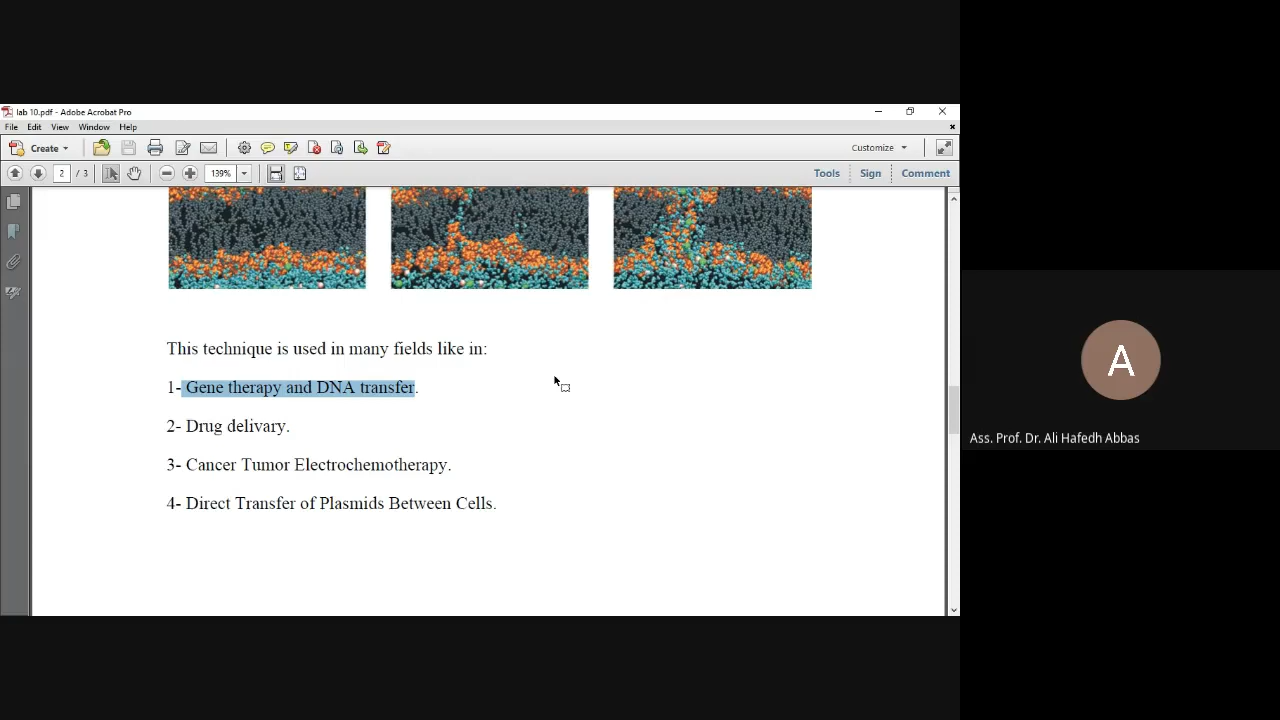 lab 10.pdf - Adobe Acrobat Pro
File Edit View Window Help
Create Customize
2 / 3 139% Tools Sign Comment
This technique is used in many fields like in:
1- Gene therapy and DNA transfer.
2- Drug delivary.
3- Cancer Tumor Electrochemotherapy.
4- Direct Transfer of Plasmids Between Cells.
A
Ass. Prof. Dr. Ali Hafedh Abbas